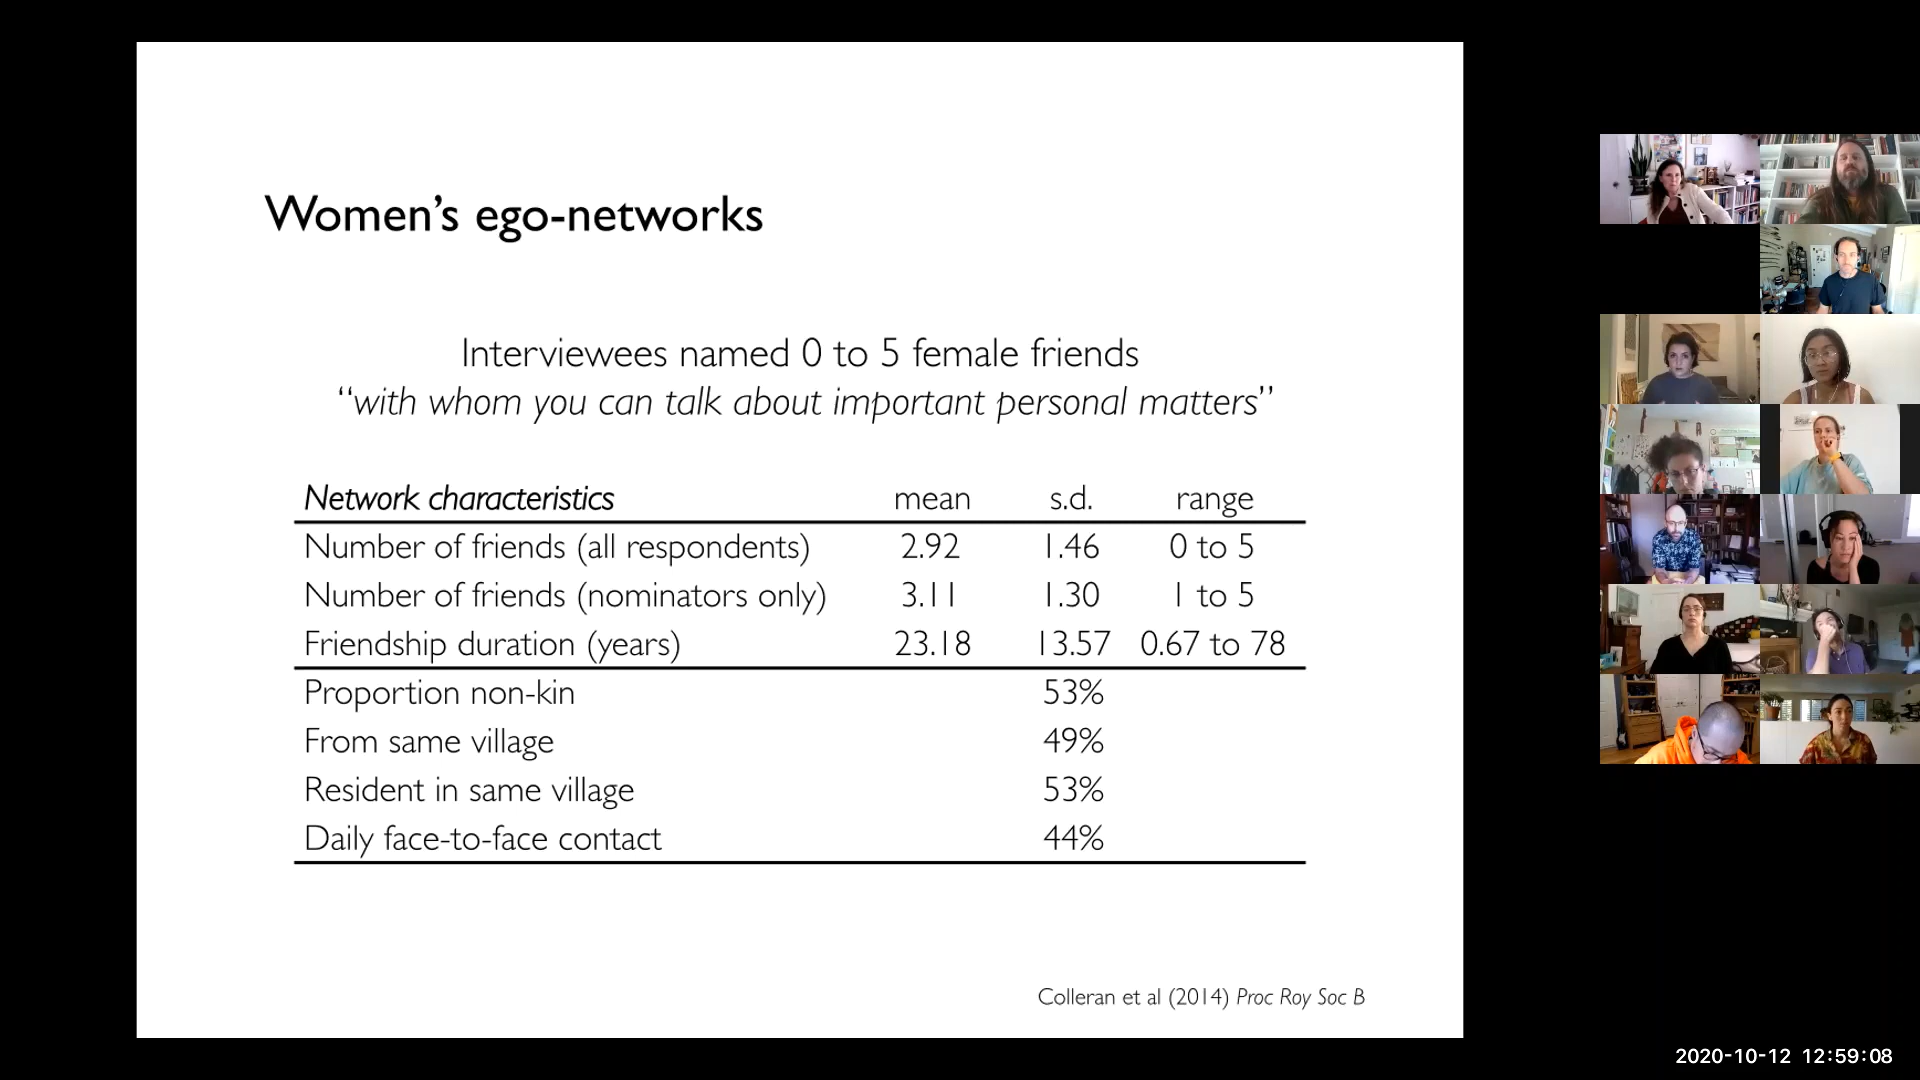 Women’s ego-networks
Interviewees named 0 to 5 female friends
“with whom you can talk about important personal matters”
Network characteristics mean s.d. range
Number of friends (all respondents) 2.92 1.46 0 to 5
Number of friends (nominators only) 3.11 1.30 1 to 5
Friendship duration (years) 23.18 13.57 0.67 to 78
Proportion non-kin 53%
From same village 49%
Resident in same village 53%
Daily face-to-face contact 44%
Colleran et al (2014) Proc Roy Soc B
2020-10-12 12:59:08